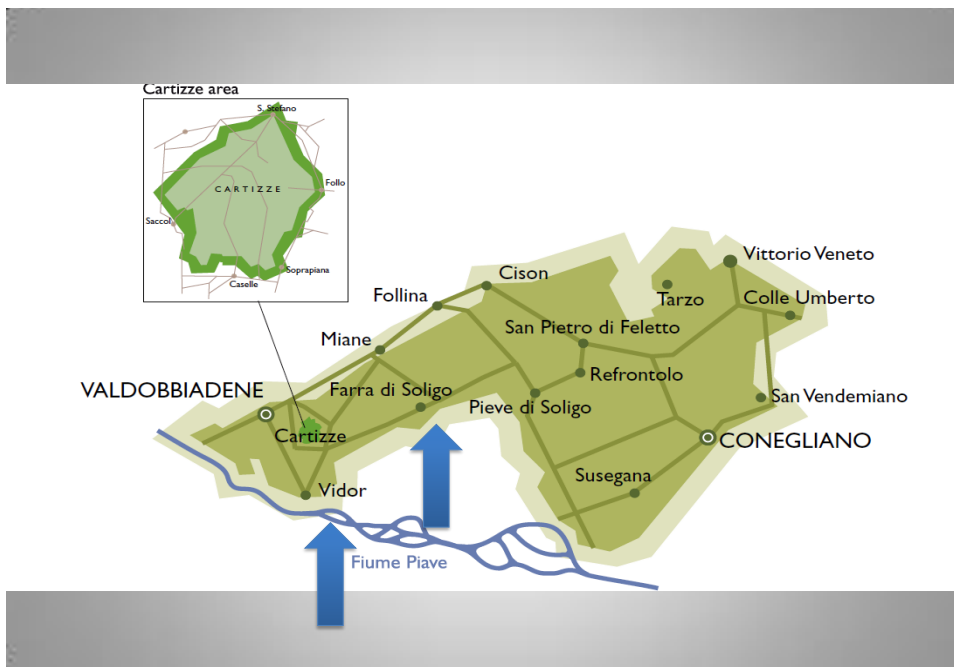 Cartizze area
S. Stefano
CARTIZZE
Follo
Saccol
Soprapiana
Caselle
Vittorio Veneto
Cison
Tarzo
Colle Umberto
Follina
San Pietro di Feletto
Miane
Refrontolo
VALDOBBIADENE
Farra di Soligo
San Vendemiano
Pieve di Soligo
Cartizze
CONEGLIANO
Susegana
Vidor
Fiume Piave